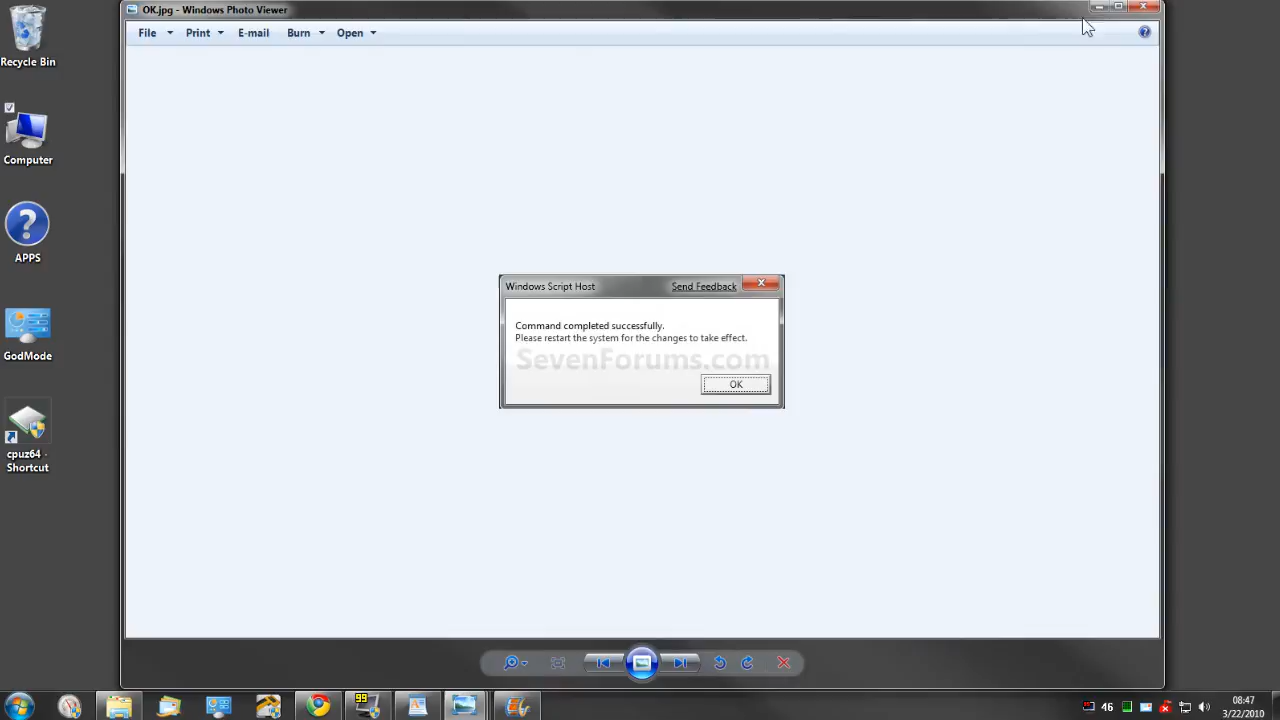 OK.jpg - Windows Photo Viewer
File Print E-mail Burn Open
Recycle Bin
Computer
APPS
GodMode
cpuz64 -
Shortcut
Windows Script Host Send Feedback
Command completed successfully.
Please restart the system for the changes to take effect.
SevenForums.com
OK
99
46
08:47
3/22/2010